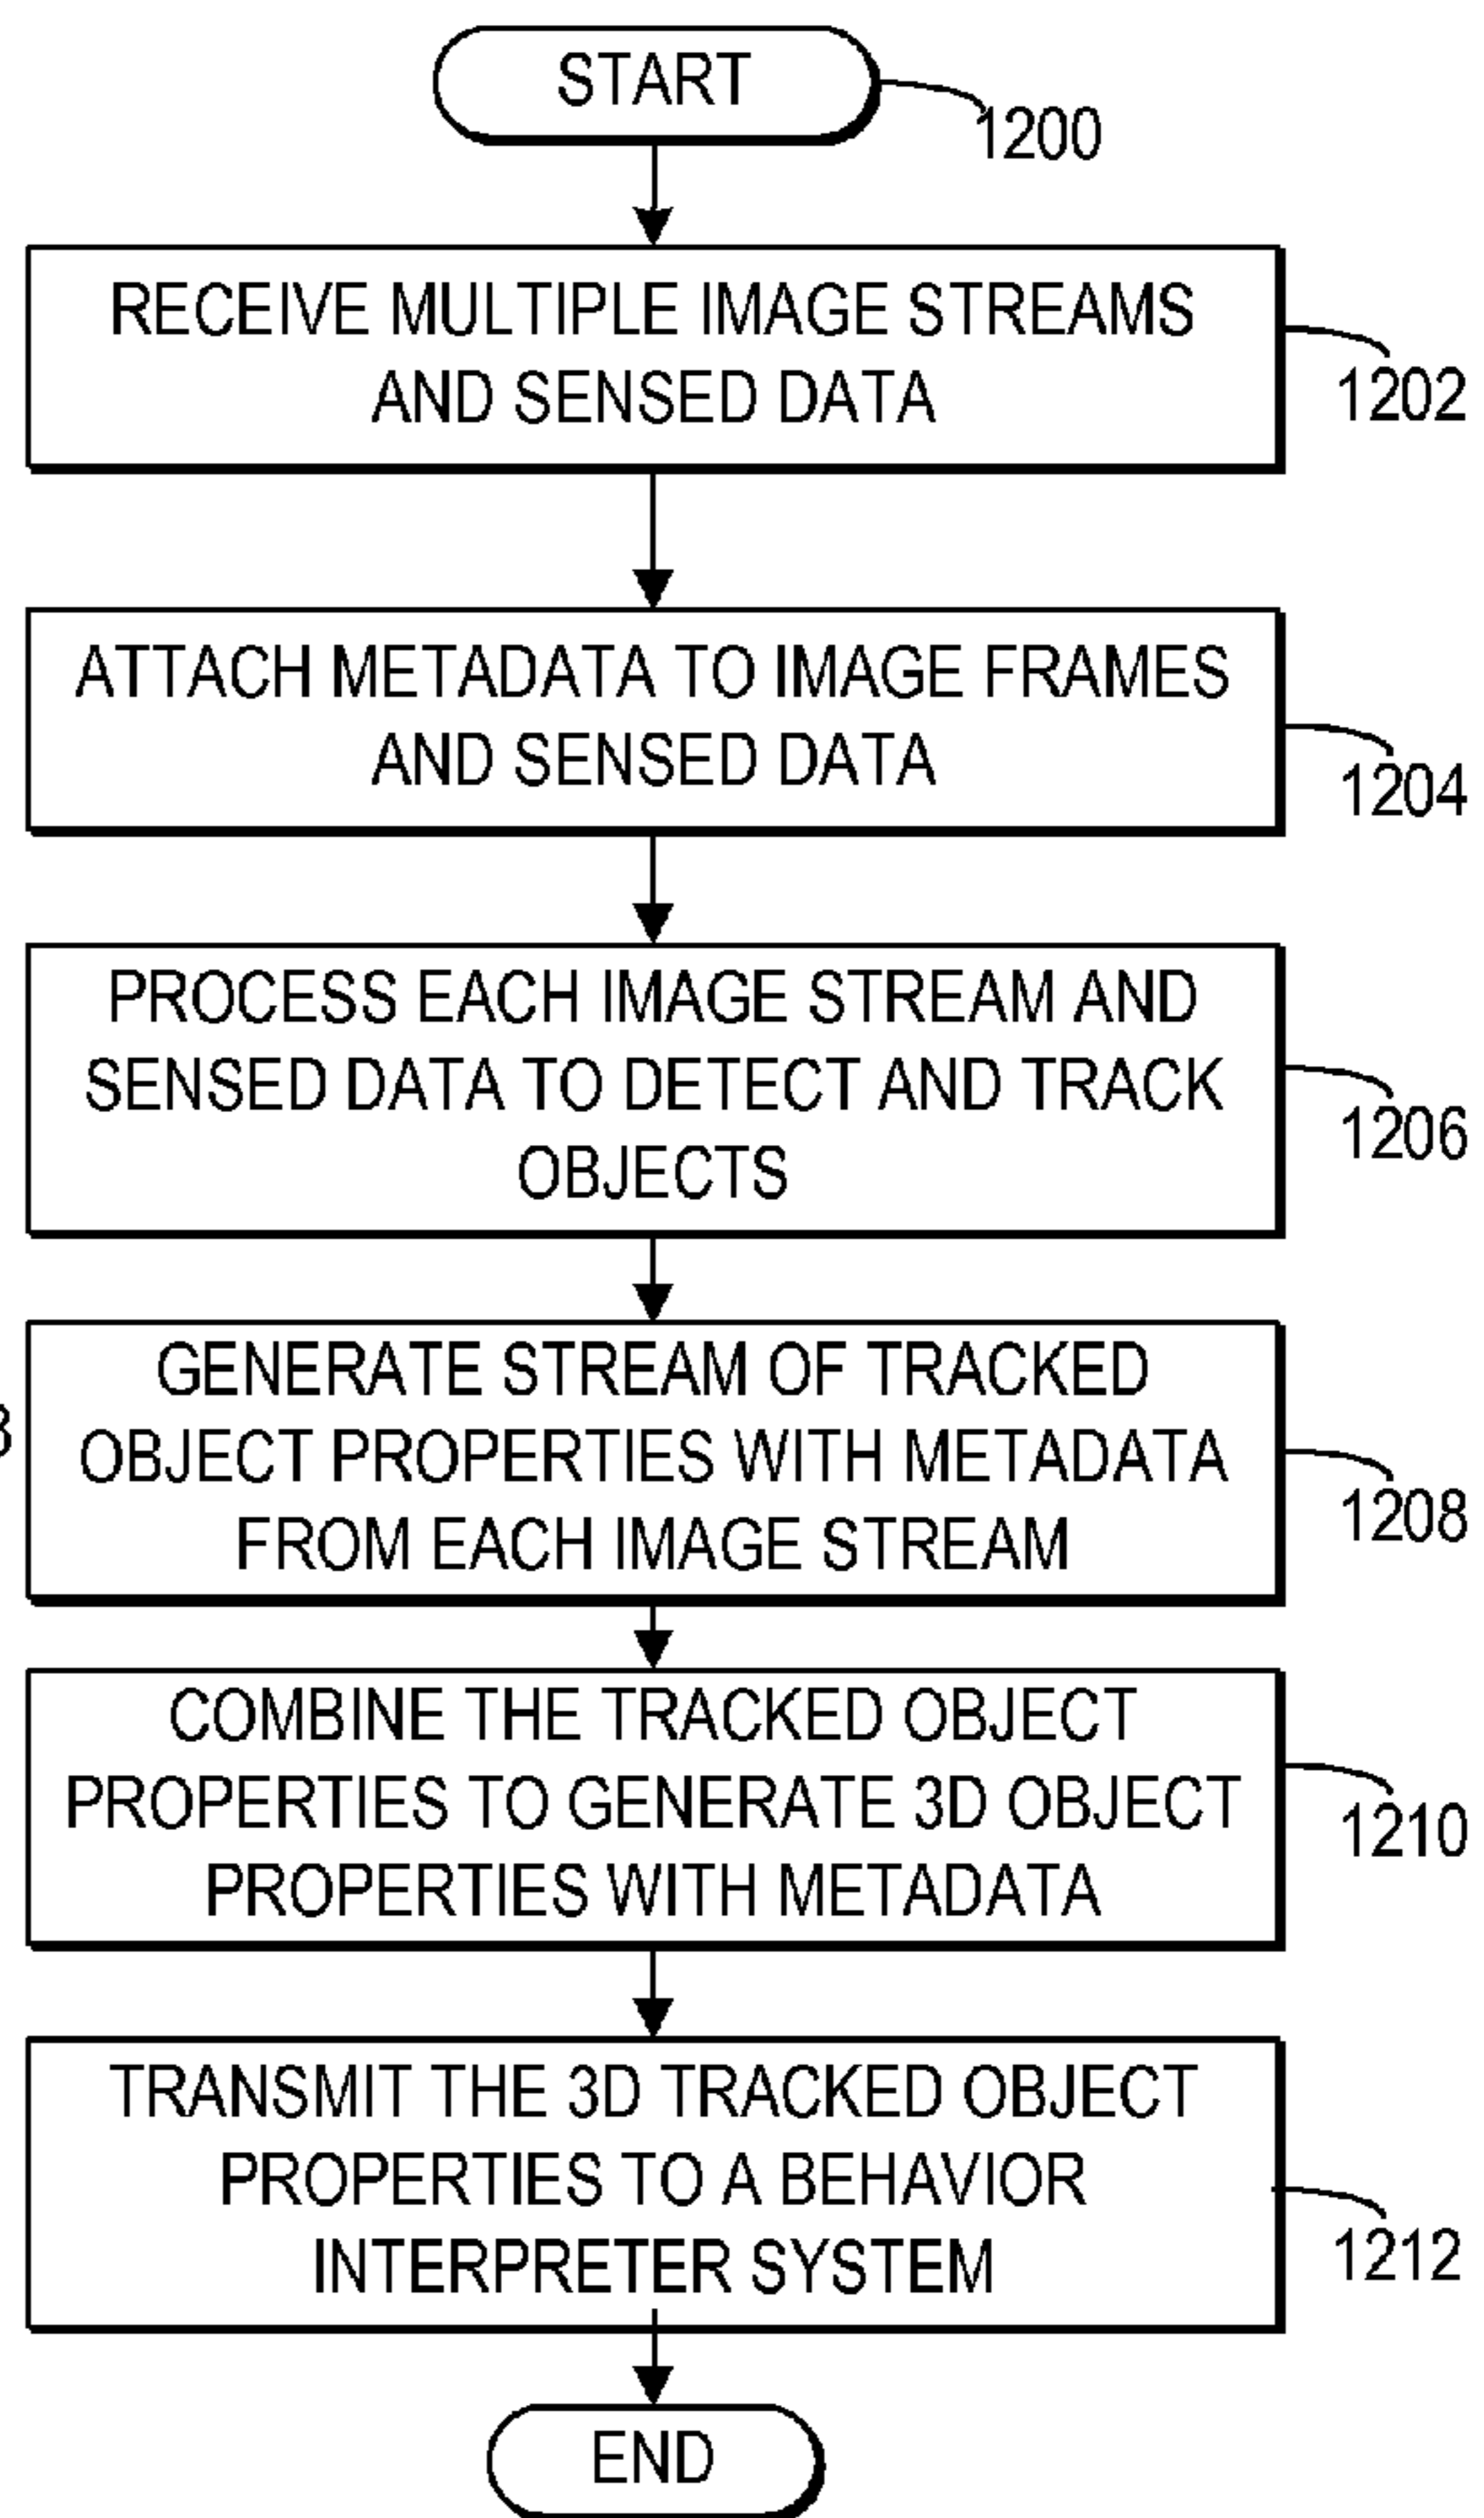 START
1200
RECEIVE MULTIPLE IMAGE STREAMS
AND SENSED DATA
1202
ATTACH METADATA TO IMAGE FRAMES
AND SENSED DATA
1204
PROCESS EACH IMAGE STREAM AND
SENSED DATA TO DETECT AND TRACK
OBJECTS
1206
GENERATE STREAM OF TRACKED
OBJECT PROPERTIES WITH METADATA
FROM EACH IMAGE STREAM
1208
COMBINE THE TRACKED OBJECT
PROPERTIES TO GENERATE 3D OBJECT
PROPERTIES WITH METADATA
1210
TRANSMIT THE 3D TRACKED OBJECT
PROPERTIES TO A BEHAVIOR
INTERPRETER SYSTEM
1212
END